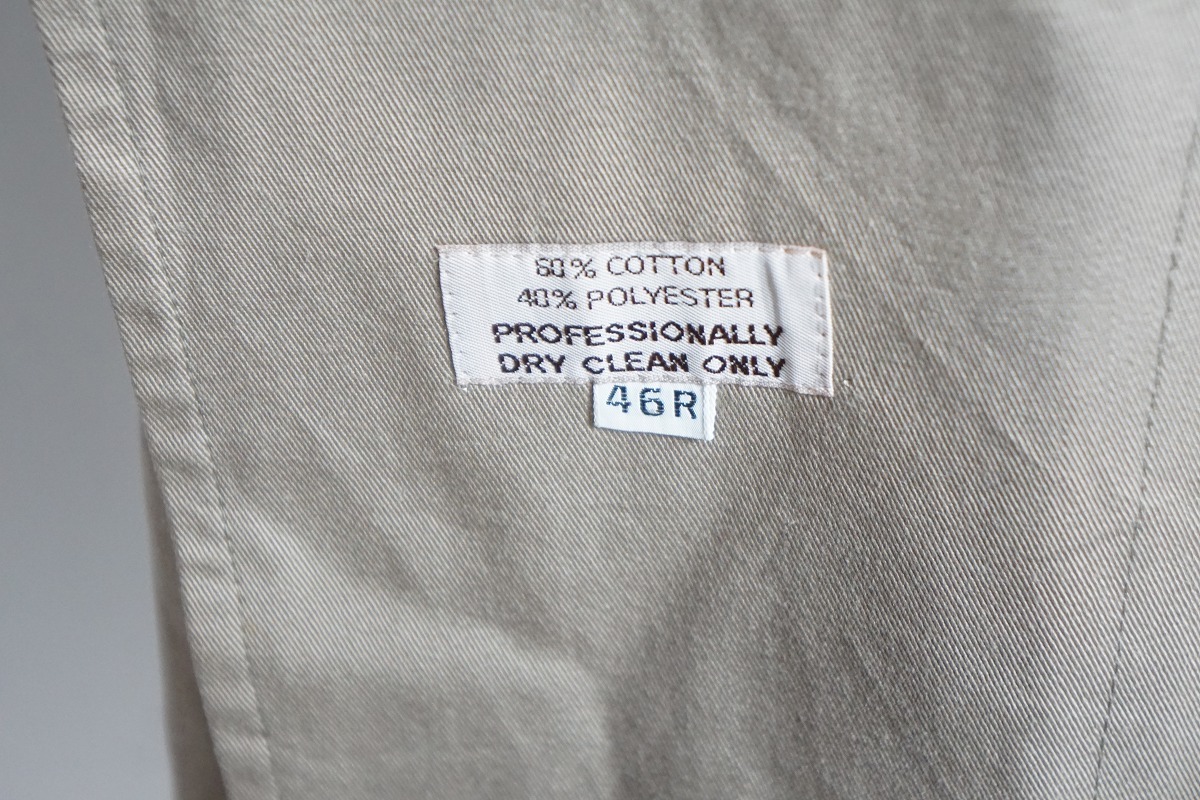 60% COTTON
40% POLYESTER
PROFESSIONALLY
DRY CLEAN ONLY
46R